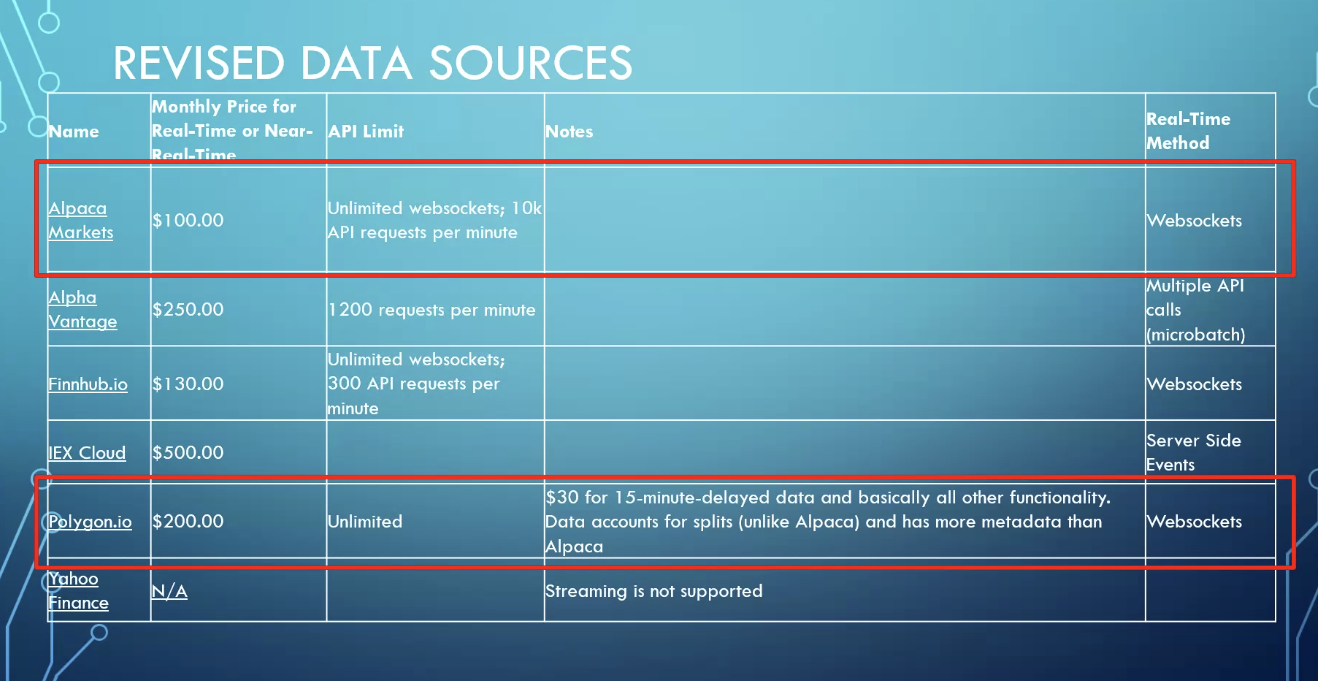 REVISED DATA SOURCES
Name
Monthly Price for
Real-Time or Near-
Real-Time
API Limit
Notes
Real-Time
Method
Alpaca
Markets
$100.00
Unlimited websockets; 10k
API requests per minute
Websockets
Alpha
Vantage
$250.00
1200 requests per minute
Multiple API
calls
(microbatch)
Finnhub.io
$130.00
Unlimited websockets;
300 API requests per
minute
Websockets
IEX Cloud
$500.00
Server Side
Events
Polygon.io
$200.00
Unlimited
$30 for 15-minute-delayed data and basically all other functionality.
Data accounts for splits (unlike Alpaca) and has more metadata than
Alpaca
Websockets
Yahoo
Finance
N/A
Streaming is not supported